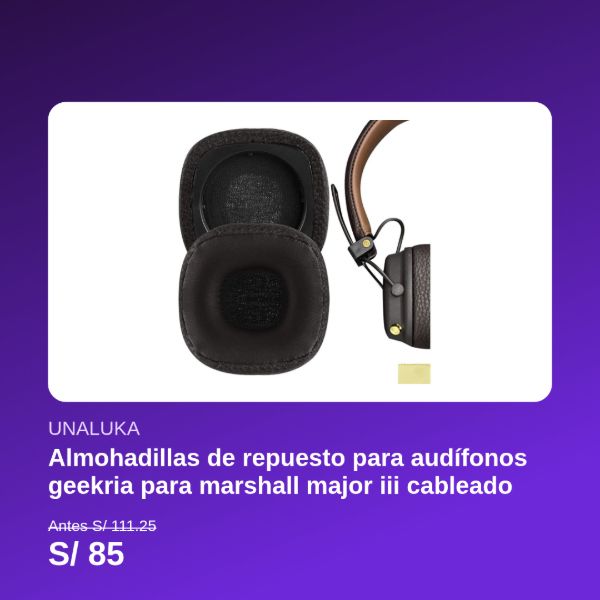 UNALUKA
Almohadillas de repuesto para audífonos
geekria para marshall major iii cableado
Antes S/ 111.25
S/ 85